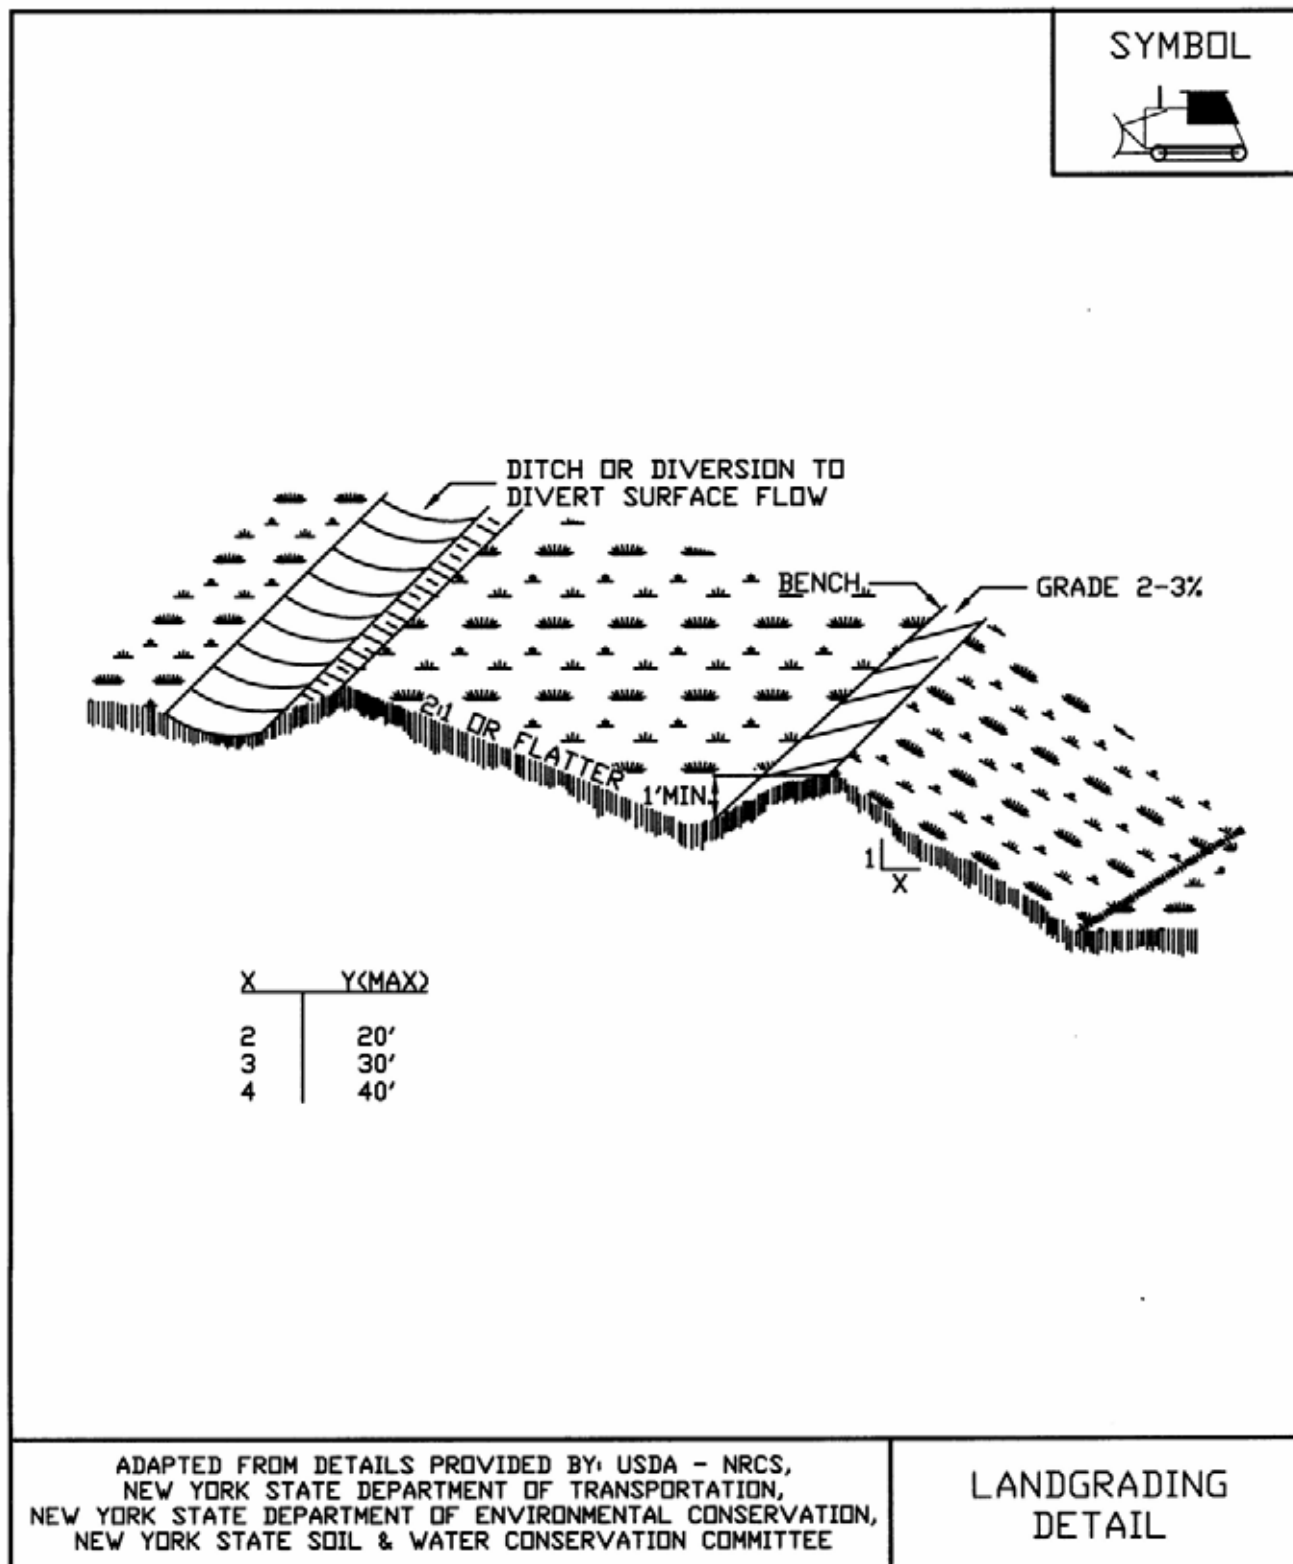 SYMBOL
DITCH OR DIVERSION TO
DIVERT SURFACE FLOW
BENCH
GRADE 2-3%
2:1 OR FLATTER
1'MIN.
1
X
X Y(MAX)
2 20'
3 30'
4 40'
ADAPTED FROM DETAILS PROVIDED BY: USDA - NRCS,
NEW YORK STATE DEPARTMENT OF TRANSPORTATION,
NEW YORK STATE DEPARTMENT OF ENVIRONMENTAL CONSERVATION,
NEW YORK STATE SOIL & WATER CONSERVATION COMMITTEE
LANDGRADING
DETAIL